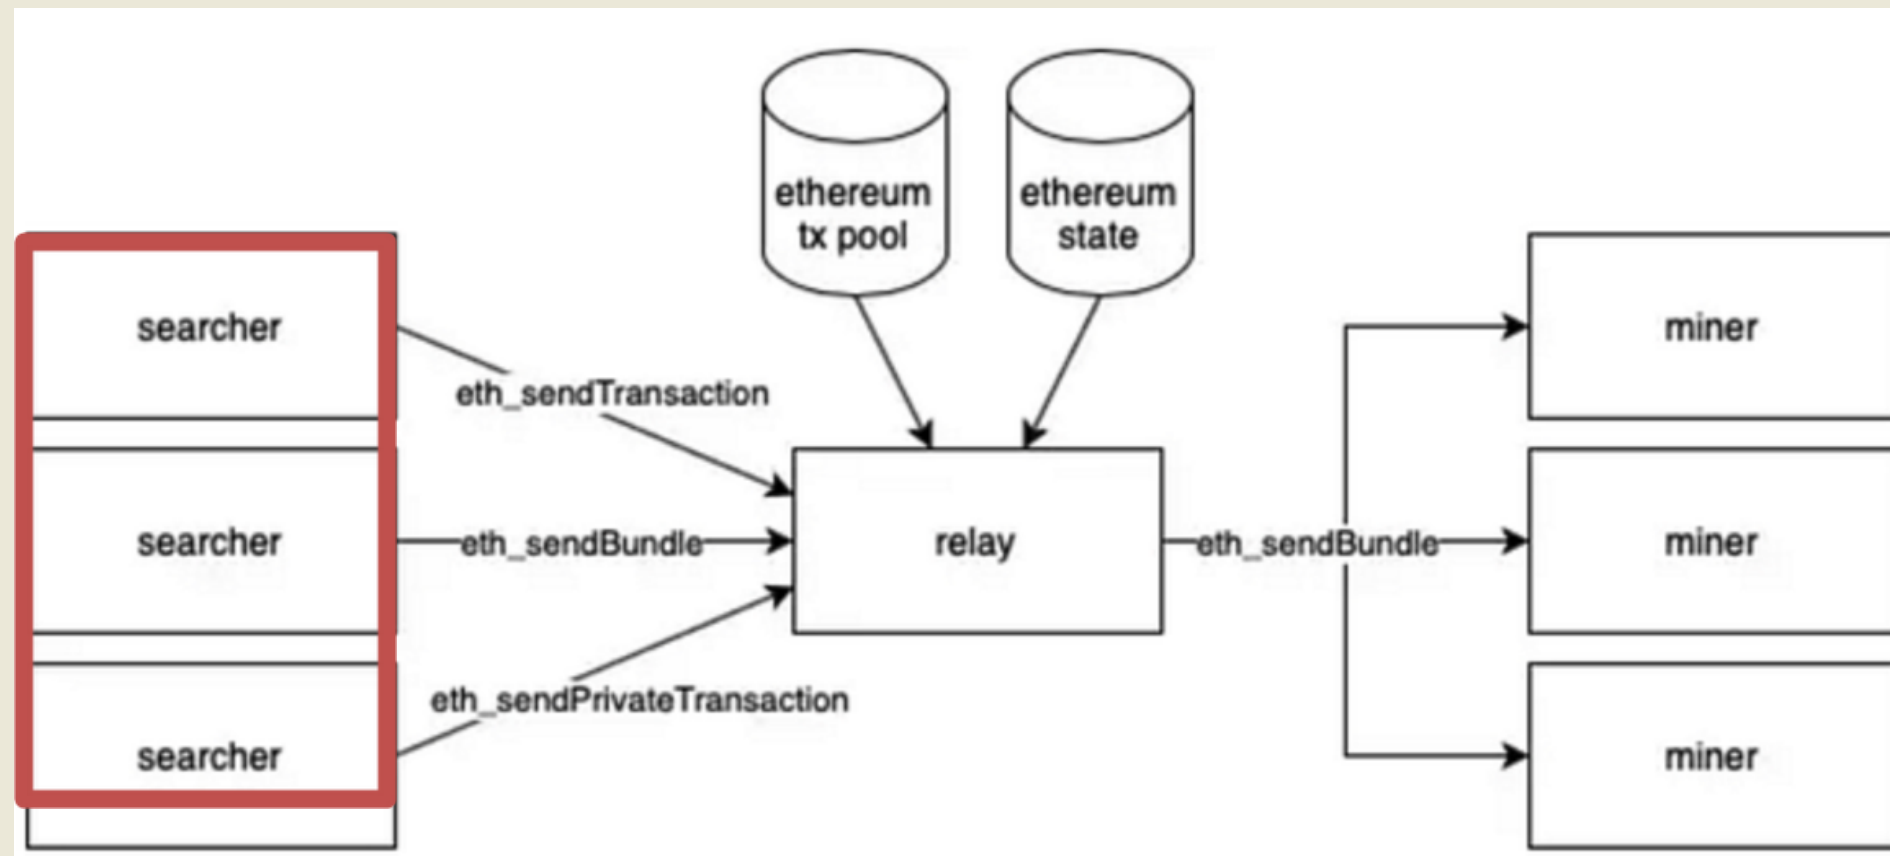 ethereum
tx pool
ethereum
state
searcher
eth_sendTransaction
miner
searcher
eth_sendBundle
relay
eth_sendBundle
miner
eth_sendPrivateTransaction
searcher
miner